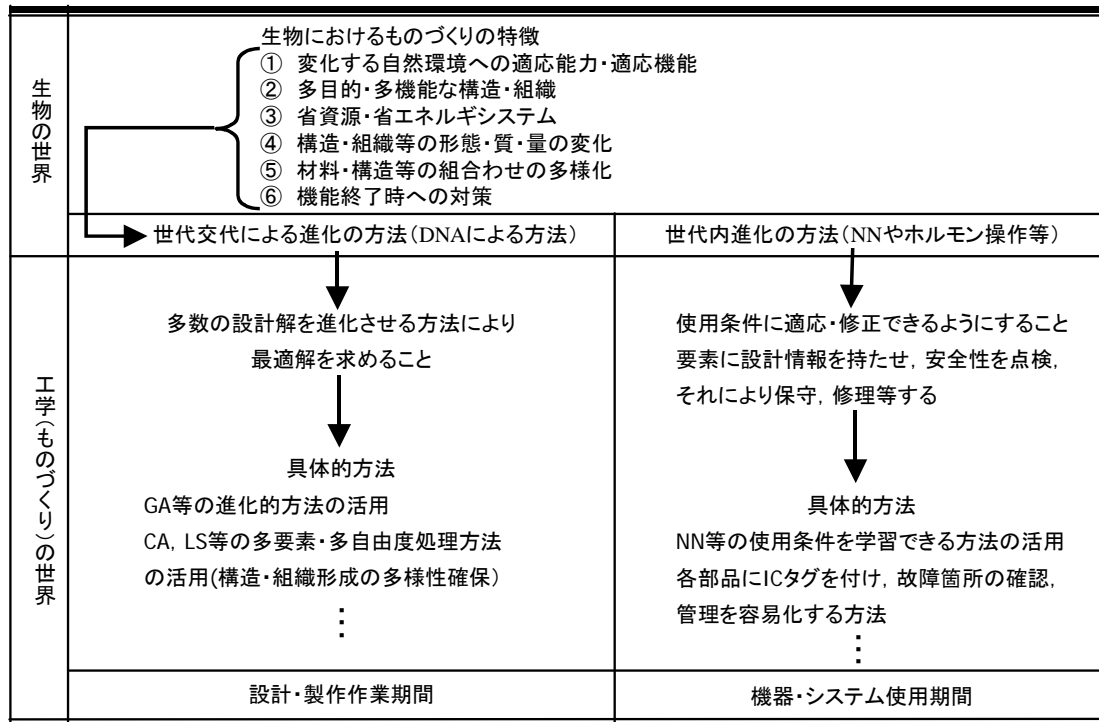 生物の世界
生物におけるものづくりの特徴
① 変化する自然環境への適応能力・適応機能
② 多目的・多機能な構造・組織
③ 省資源・省エネルギシステム
④ 構造・組織等の形態・質・量の変化
⑤ 材料・構造等の組合わせの多様化
⑥ 機能終了時への対策
世代交代による進化の方法(DNAによる方法)
世代内進化の方法(NNやホルモン操作等)
工学(ものづくり)の世界
多数の設計解を進化させる方法により
最適解を求めること
具体的方法
GA等の進化的方法の活用
CA, LS等の多要素・多自由度処理方法
の活用(構造・組織形成の多様性確保)
⋮
使用条件に適応・修正できるようにすること
要素に設計情報を持たせ, 安全性を点検,
それにより保守, 修理等する
具体的方法
NN等の使用条件を学習できる方法の活用
各部品にICタグを付け, 故障箇所の確認,
管理を容易化する方法
⋮
設計・製作作業期間
機器・システム使用期間